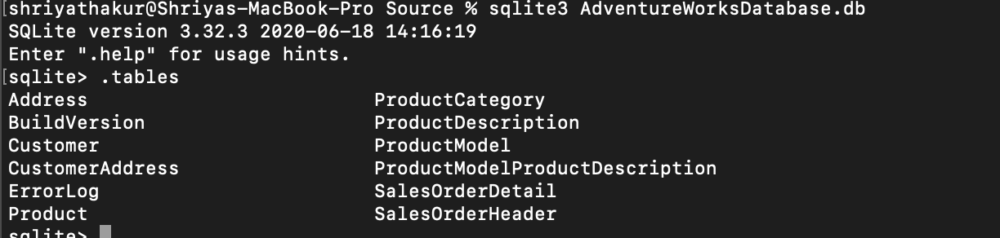 [shriyathakur@Shriyas-MacBook-Pro Source % sqlite3 AdventureWorksDatabase.db
SQLite version 3.32.3 2020-06-18 14:16:19
Enter ".help" for usage hints.
[sqlite> .tables
Address ProductCategory
BuildVersion ProductDescription
Customer ProductModel
CustomerAddress ProductModelProductDescription
ErrorLog SalesOrderDetail
Product SalesOrderHeader
sqlite>